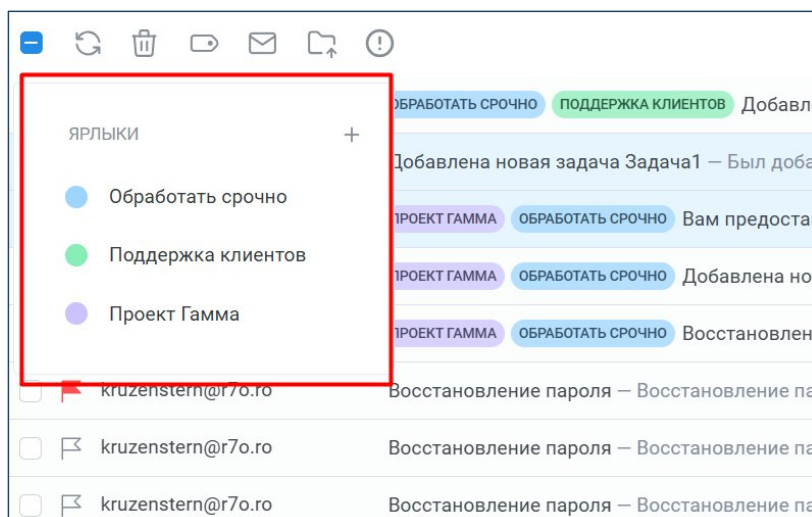 ОБРАБОТАТЬ СРОЧНО ПОДДЕРЖКА КЛИЕНТОВ Добавл
ЯРЛЫКИ +
Добавлена новая задача Задача1 — Был доба
Обработать срочно
ПРОЕКТ ГАММА ОБРАБОТАТЬ СРОЧНО Вам предоста
Поддержка клиентов
ПРОЕКТ ГАММА ОБРАБОТАТЬ СРОЧНО Добавлена но
Проект Гамма
ПРОЕКТ ГАММА ОБРАБОТАТЬ СРОЧНО Восстановлен
kruzenstern@r7o.ro Восстановление пароля — Восстановление па
kruzenstern@r7o.ro Восстановление пароля — Восстановление па
kruzenstern@r7o.ro Восстановление пароля — Восстановление па